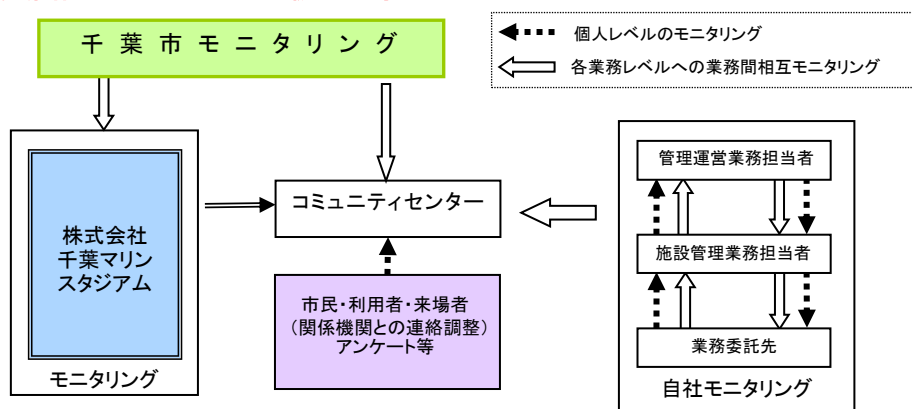 千 葉 市 モ ニ タ リ ン グ
個人レベルのモニタリング
各業務レベルへの業務間相互モニタリング
株式会社
千葉マリン
スタジアム
モニタリング
コミュニティセンター
市民・利用者・来場者
（関係機関との連絡調整）
アンケート等
管理運営業務担当者
施設管理業務担当者
業務委託先
自社モニタリング